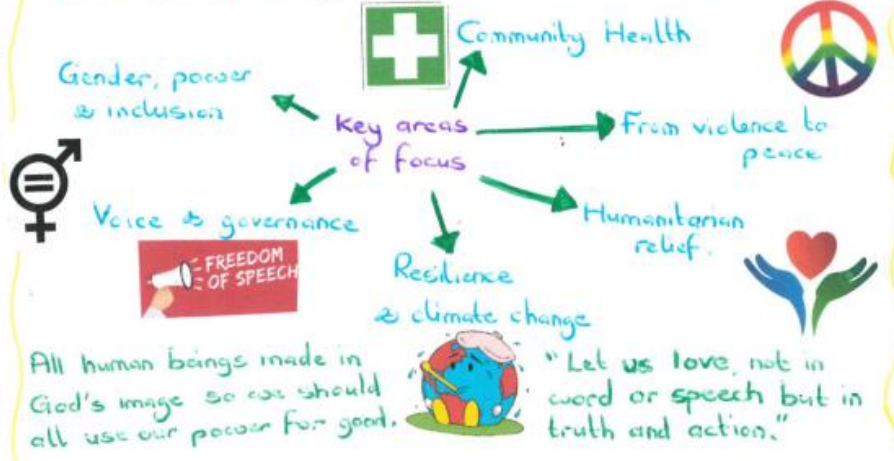 Community Health
Gender, power
& inclusion
Key areas
of focus
From violence to
peace
Voice & governance
Humanitarian
relief.
FREEDOM
OF SPEECH
Resilience
& climate change
All human beings made in
God's image so we should
all use our power for good.
"Let us love, not in
word or speech but in
truth and action."